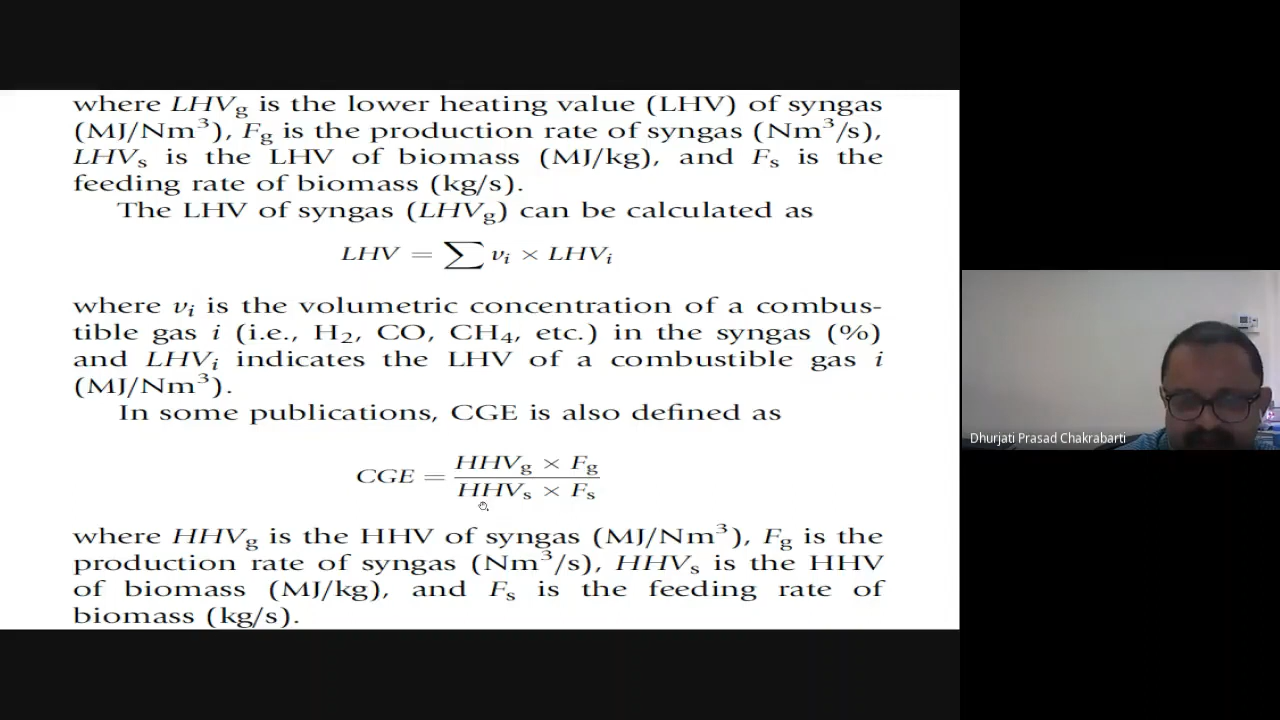 where LHVg is the lower heating value (LHV) of syngas
(MJ/Nm³), Fg is the production rate of syngas (Nm³/s),
LHVs is the LHV of biomass (MJ/kg), and Fs is the
feeding rate of biomass (kg/s).
The LHV of syngas (LHVg) can be calculated as
LHV = ∑ vi × LHVi
where vi is the volumetric concentration of a combus-
tible gas i (i.e., H₂, CO, CH₄, etc.) in the syngas (%)
and LHVi indicates the LHV of a combustible gas i
(MJ/Nm³).
In some publications, CGE is also defined as
CGE = HHVg × Fg
HHVs × Fs
where HHVg is the HHV of syngas (MJ/Nm³), Fg is the
production rate of syngas (Nm³/s), HHVs is the HHV
of biomass (MJ/kg), and Fs is the feeding rate of
biomass (kg/s).
Dhurjati Prasad Chakrabarti